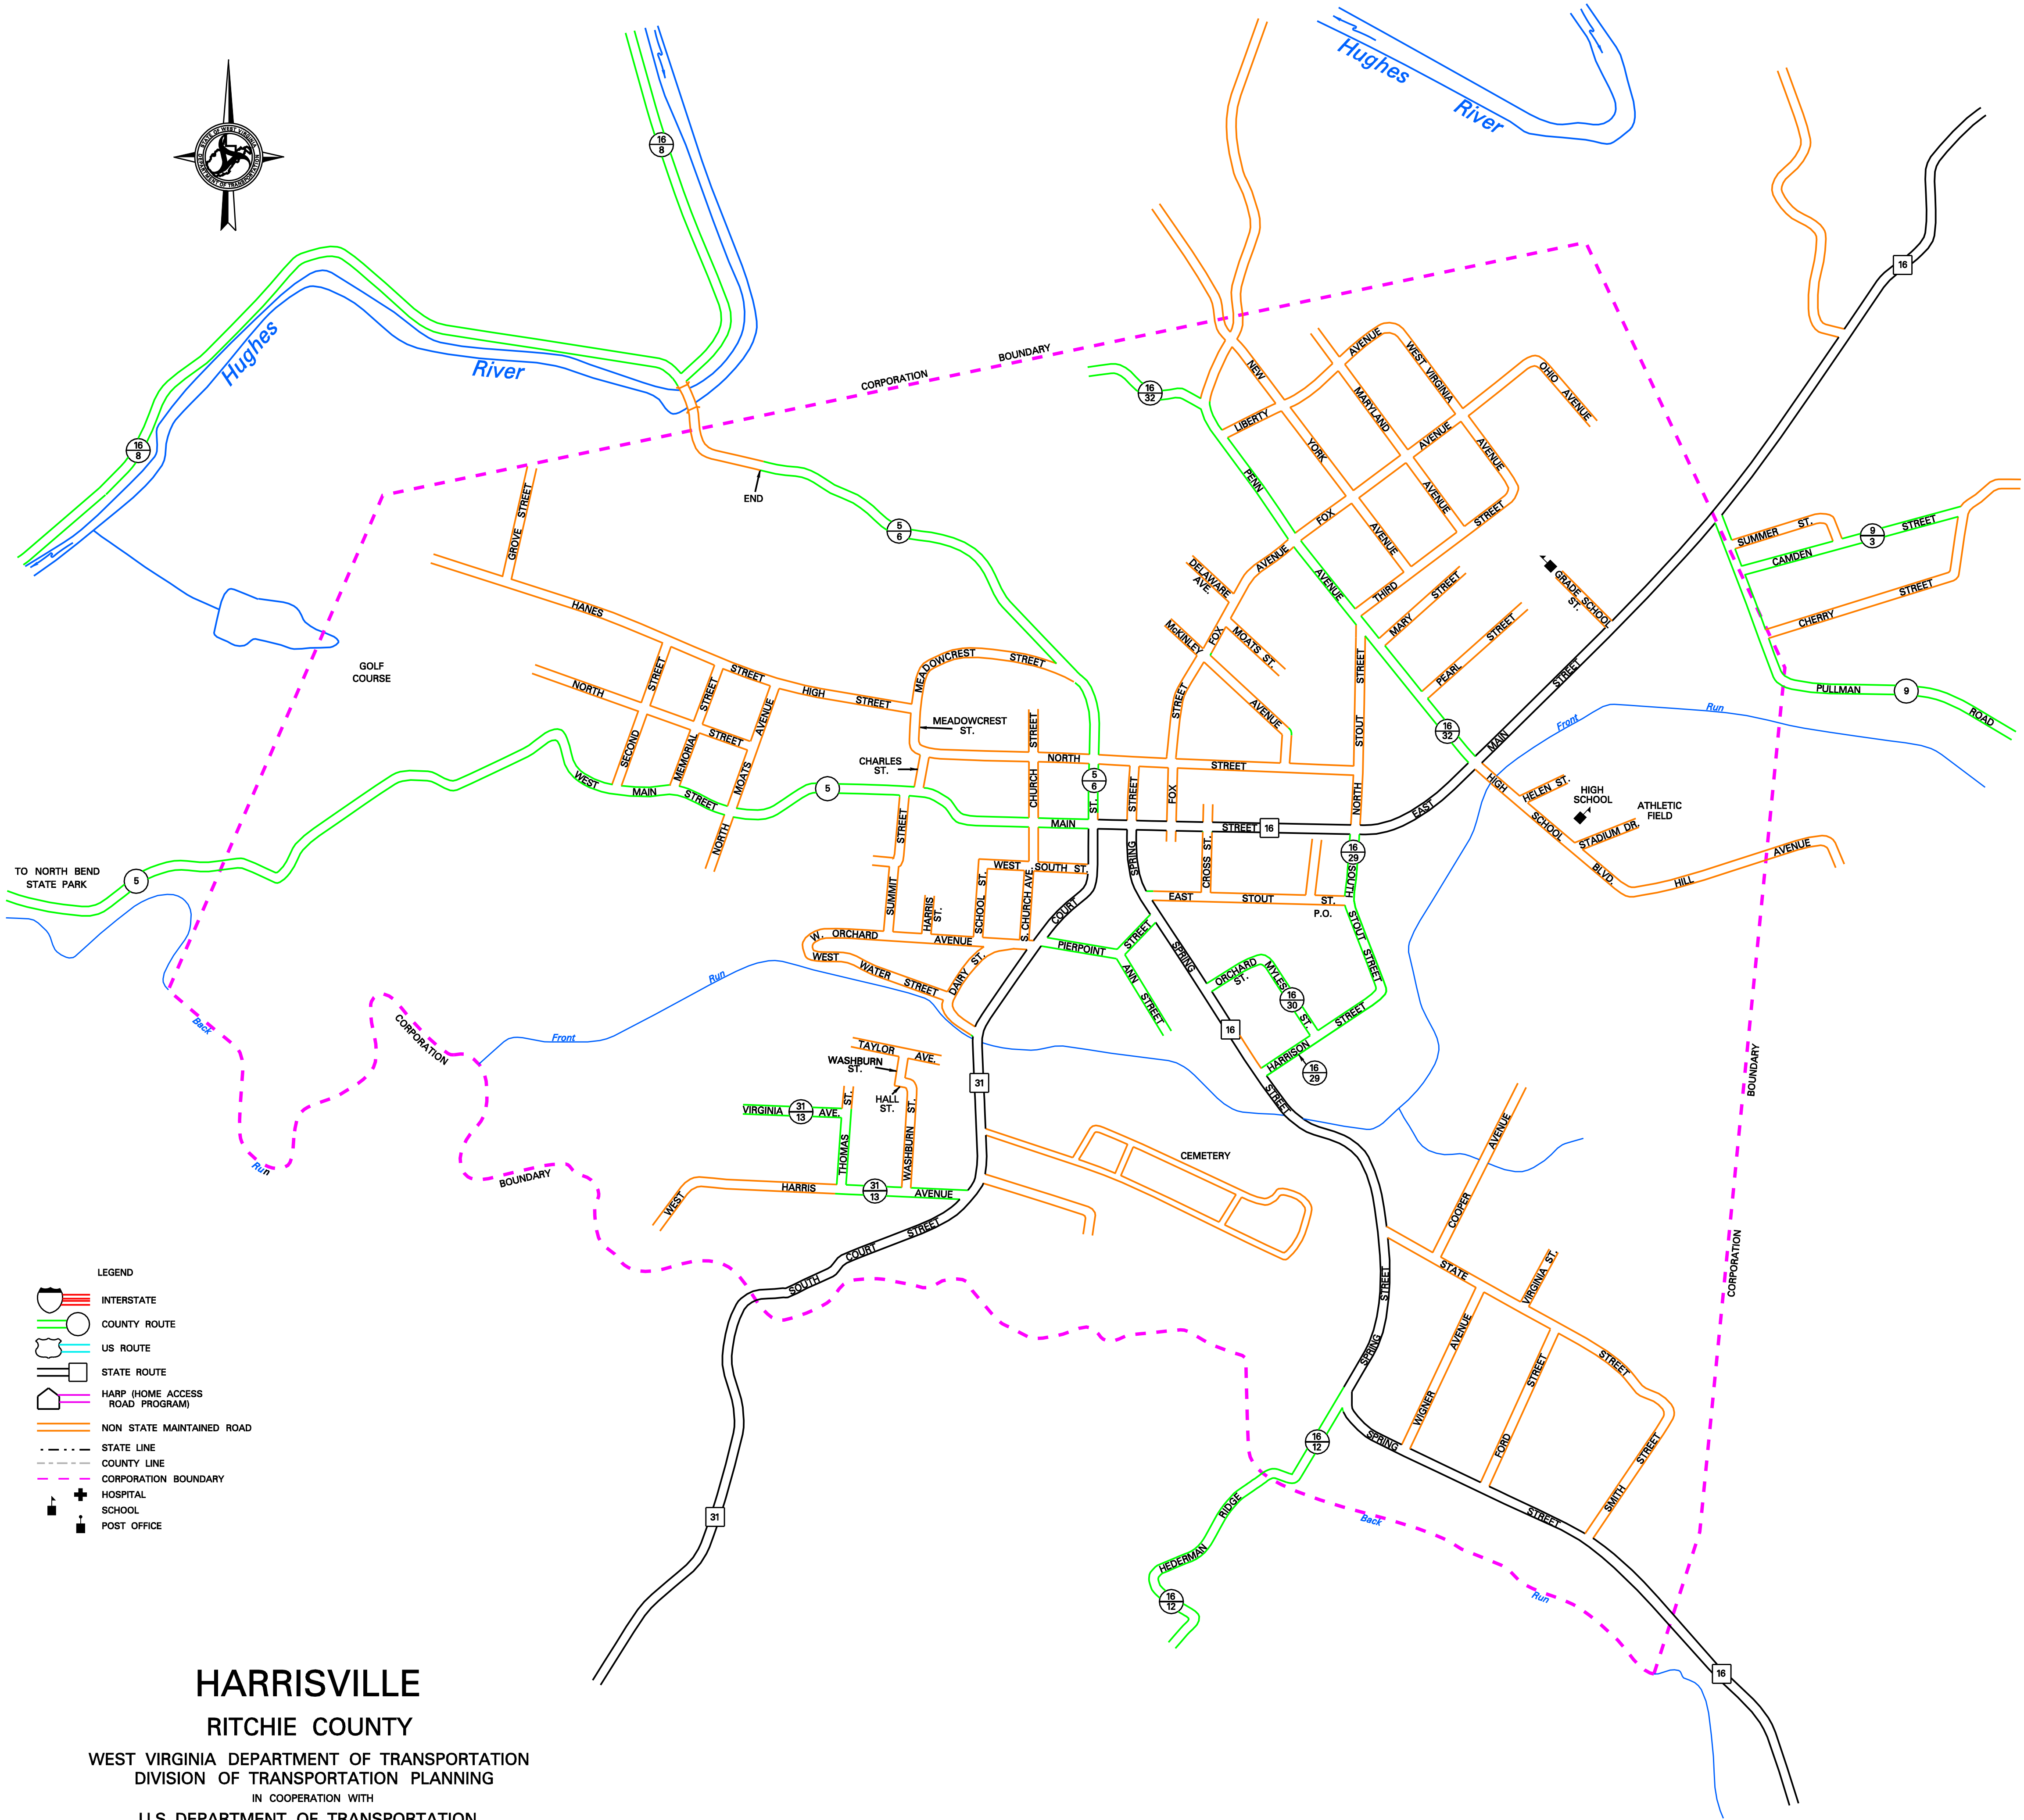 Hughes
River
16
8
STATE OF WEST VIRGINIA
DEPARTMENT OF TRANSPORTATION
16
Hughes
River
BOUNDARY
CORPORATION
16
32
NEW
YORK
AVENUE
LIBERTY
AVENUE
WEST VIRGINIA
AVENUE
MARYLAND
AVENUE
OHIO AVENUE
16
8
END
5
6
GROVE STREET
PENN
AVENUE
FOX
AVENUE
AVENUE
THIRD
STREET
DELAWARE
AVE.
McKINLEY
AVENUE
FOX
STREET
MOATS ST.
MARY STREET
PEARL STREET
GRADE SCHOOL
ST.
SUMMER ST.
CAMDEN
9
3
STREET
CHERRY STREET
PULLMAN
9
ROAD
Front
Run
HANES
STREET
GOLF
COURSE
NORTH
STREET
SECOND
STREET
MEMORIAL
STREET
NORTH
MOATS
AVENUE
HIGH STREET
MEADOWCREST STREET
MEADOWCREST
ST.
CHARLES
ST.
NORTH
STREET
CHURCH
STREET
5
6
ST.
STREET
FOX
NORTH
STOUT
STREET
16
32
MAIN
STREET
EAST
HIGH
SCHOOL
BLVD.
HELEN ST.
HIGH
SCHOOL
ATHLETIC
FIELD
STADIUM DR.
HILL
AVENUE
WEST
MAIN
STREET
5
MAIN
STREET
16
TO NORTH BEND
STATE PARK
5
SUMMIT
STREET
HARRIS
ST.
SCHOOL ST.
WEST SOUTH ST.
S. CHURCH AVE.
COURT
SPRING
CROSS ST.
16
29
SOUTH
STOUT STREET
EAST STOUT ST.
P.O.
W. ORCHARD AVENUE
WEST WATER STREET
DAIRY ST.
PIERPOINT
STREET
ANN STREET
SPRING
ORCHARD
ST.
MYLES
16
30
ST.
HARRISON
STREET
16
29
16
STREET
Run
Front
Back
Run
CORPORATION
BOUNDARY
TAYLOR AVE.
WASHBURN
ST.
HALL
ST.
31
VIRGINIA
31
13
AVE.
THOMAS
ST.
WASHBURN
ST.
WEST
HARRIS
31
13
AVENUE
SOUTH
COURT
STREET
CEMETERY
BOUNDARY
CORPORATION
COOPER
AVENUE
STATE
STREET
VIRGINIA ST.
STREET
SPRING
WIGNER
AVENUE
FORD
STREET
SMITH
STREET
SPRING
STREET
16
12
RIDGE
HEDERMAN
16
12
Back
Run
16
31
LEGEND
INTERSTATE
COUNTY ROUTE
US ROUTE
STATE ROUTE
HARP (HOME ACCESS
ROAD PROGRAM)
NON STATE MAINTAINED ROAD
STATE LINE
COUNTY LINE
CORPORATION BOUNDARY
HOSPITAL
SCHOOL
POST OFFICE
HARRISVILLE
RITCHIE COUNTY
WEST VIRGINIA DEPARTMENT OF TRANSPORTATION
DIVISION OF TRANSPORTATION PLANNING
IN COOPERATION WITH
U.S. DEPARTMENT OF TRANSPORTATION